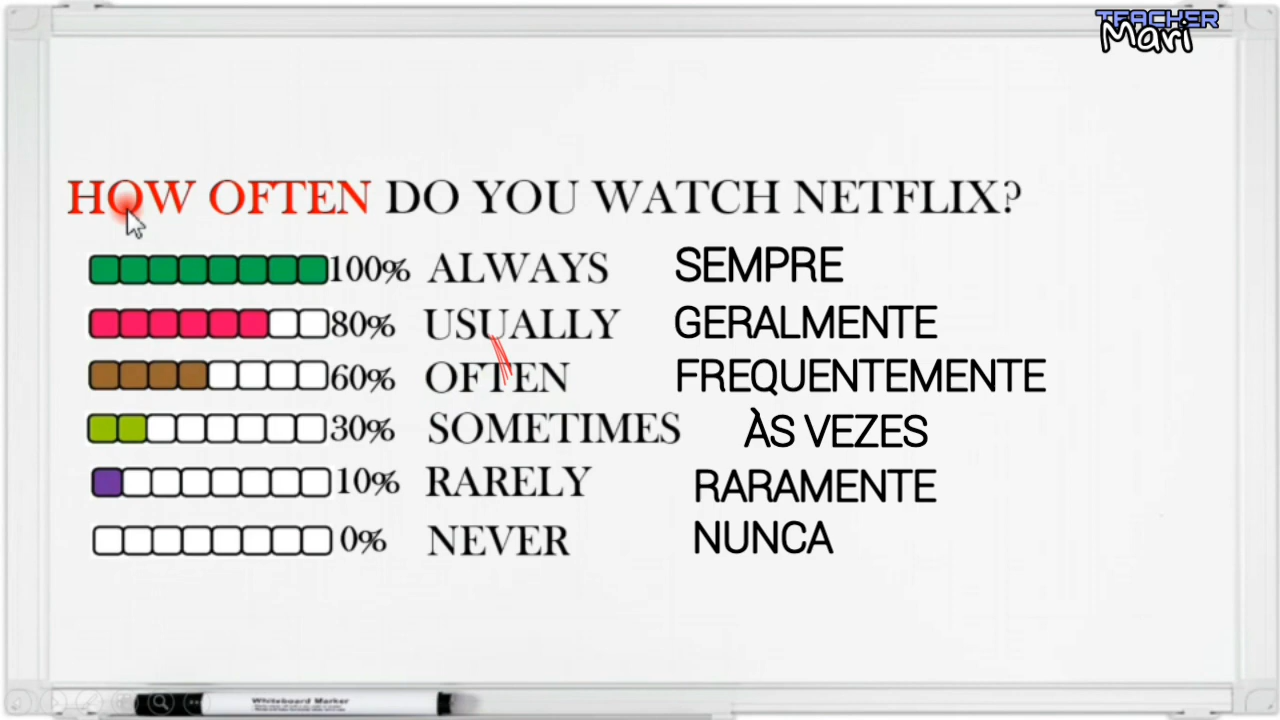 TEACHER
Mari
HOW OFTEN DO YOU WATCH NETFLIX?
100% ALWAYS SEMPRE
80% USUALLY GERALMENTE
60% OFTEN FREQUENTEMENTE
30% SOMETIMES ÀS VEZES
10% RARELY RARAMENTE
0% NEVER NUNCA
Whiteboard Marker